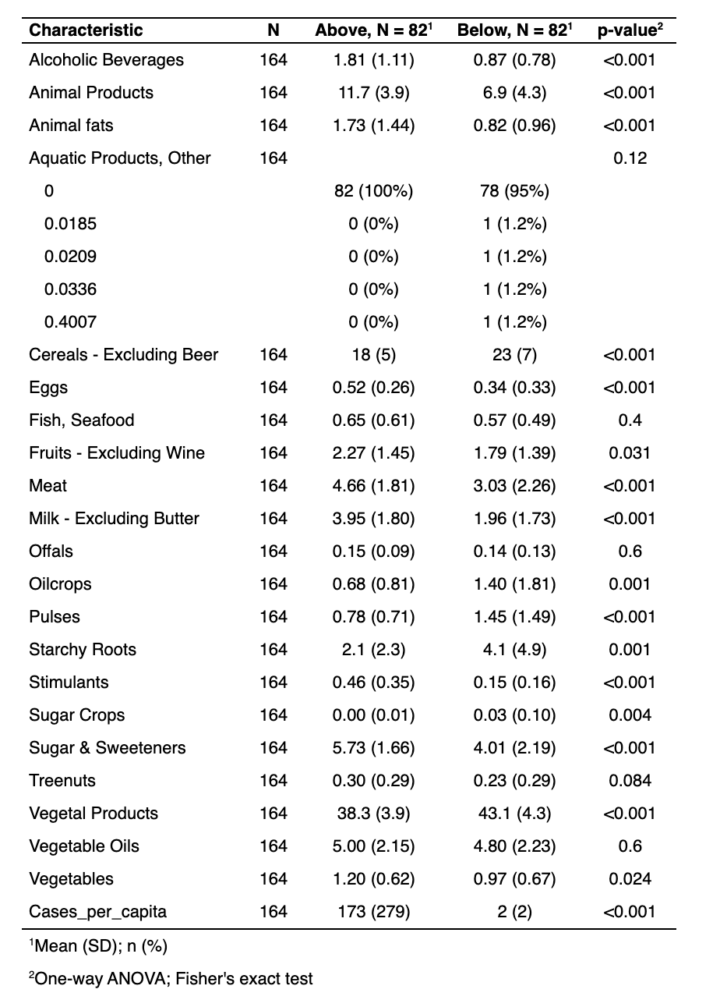 Characteristic N Above, N = 82¹ Below, N = 82¹ p-value²
Alcoholic Beverages 164 1.81 (1.11) 0.87 (0.78) <0.001
Animal Products 164 11.7 (3.9) 6.9 (4.3) <0.001
Animal fats 164 1.73 (1.44) 0.82 (0.96) <0.001
Aquatic Products, Other 164 0.12
0 82 (100%) 78 (95%)
0.0185 0 (0%) 1 (1.2%)
0.0209 0 (0%) 1 (1.2%)
0.0336 0 (0%) 1 (1.2%)
0.4007 0 (0%) 1 (1.2%)
Cereals - Excluding Beer 164 18 (5) 23 (7) <0.001
Eggs 164 0.52 (0.26) 0.34 (0.33) <0.001
Fish, Seafood 164 0.65 (0.61) 0.57 (0.49) 0.4
Fruits - Excluding Wine 164 2.27 (1.45) 1.79 (1.39) 0.031
Meat 164 4.66 (1.81) 3.03 (2.26) <0.001
Milk - Excluding Butter 164 3.95 (1.80) 1.96 (1.73) <0.001
Offals 164 0.15 (0.09) 0.14 (0.13) 0.6
Oilcrops 164 0.68 (0.81) 1.40 (1.81) 0.001
Pulses 164 0.78 (0.71) 1.45 (1.49) <0.001
Starchy Roots 164 2.1 (2.3) 4.1 (4.9) 0.001
Stimulants 164 0.46 (0.35) 0.15 (0.16) <0.001
Sugar Crops 164 0.00 (0.01) 0.03 (0.10) 0.004
Sugar & Sweeteners 164 5.73 (1.66) 4.01 (2.19) <0.001
Treenuts 164 0.30 (0.29) 0.23 (0.29) 0.084
Vegetal Products 164 38.3 (3.9) 43.1 (4.3) <0.001
Vegetable Oils 164 5.00 (2.15) 4.80 (2.23) 0.6
Vegetables 164 1.20 (0.62) 0.97 (0.67) 0.024
Cases_per_capita 164 173 (279) 2 (2) <0.001
¹Mean (SD); n (%)
²One-way ANOVA; Fisher's exact test